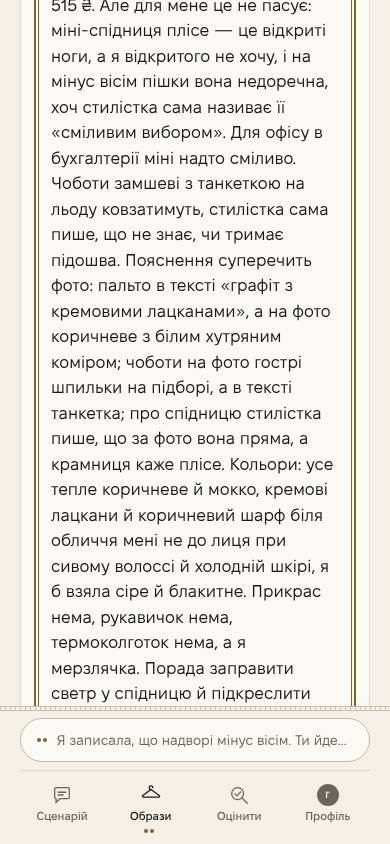 515 ₴. Але для мене це не пасує:
міні-спідниця плісе — це відкриті
ноги, а я відкритого не хочу, і на
мінус вісім пішки вона недоречна,
хоч стилістка сама називає її
«сміливим вибором». Для офісу в
бухгалтерії міні надто сміливо.
Чоботи замшеві з танкеткою на
льоду ковзатимуть, стилістка сама
пише, що не знає, чи тримає
підошва. Пояснення суперечить
фото: пальто в тексті «графіт з
кремовими лацканами», а на фото
коричневе з білим хутряним
коміром; чоботи на фото гострі
шпильки на підборі, а в тексті
танкетка; про спідницю стилістка
пише, що за фото вона пряма, а
крамниця каже плісе. Кольори: усе
тепле коричневе й мокко, кремові
лацкани й коричневий шарф біля
обличчя мені не до лиця при
сивому волоссі й холодній шкірі, я
б взяла сіре й блакитне. Прикрас
нема, рукавичок нема,
термоколготок нема, а я
мерзлячка. Порада заправити
светр у спідницю й підкреслити
Я записала, що надворі мінус вісім. Ти йде...
Сценарій
Образи
Оцінити
Г
Профіль